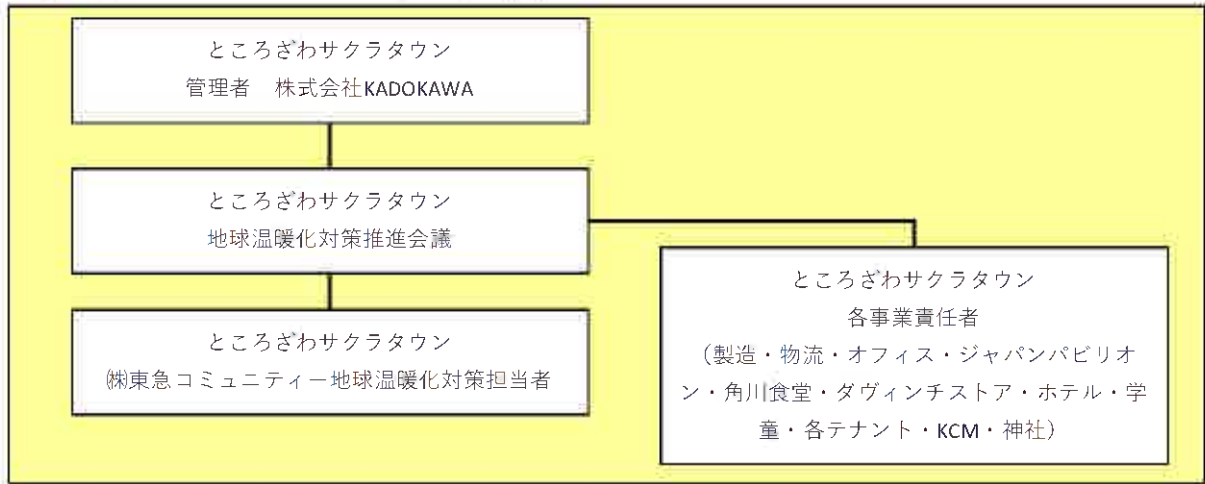 ところざわサクラタウン
管理者　株式会社KADOKAWA
ところざわサクラタウン
地球温暖化対策推進会議
ところざわサクラタウン
㈱東急コミュニティー地球温暖化対策担当者
ところざわサクラタウン
各事業責任者
（製造・物流・オフィス・ジャパンパビリオ
ン・角川食堂・ダヴィンチストア・ホテル・学
童・各テナント・KCM・神社）